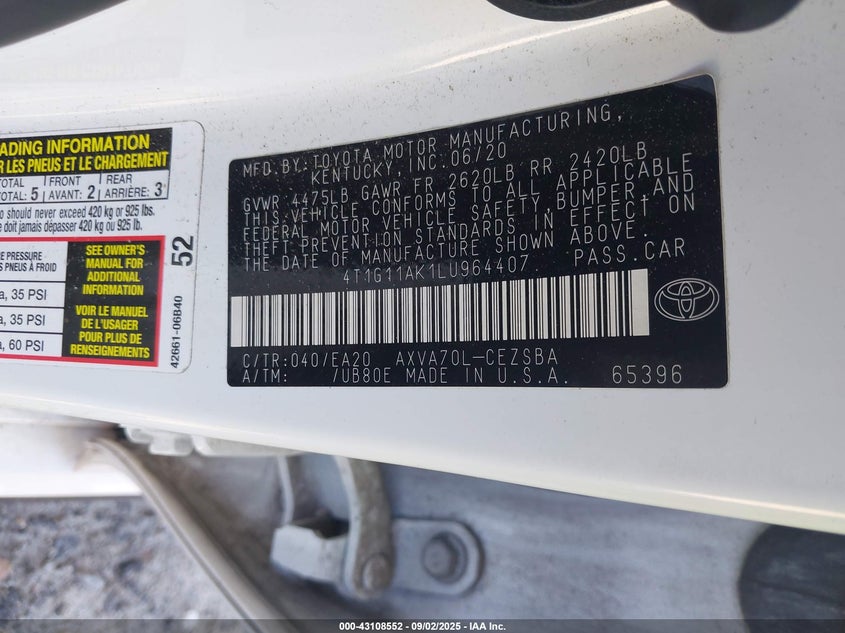 ADING INFORMATION
R LES PNEUS ET LE CHARGEMENT
TOTAL FRONT REAR
TOTAL: 5 AVANT: 2 ARRIÈRE: 3
o should never exceed 420 kg or 925 lbs.
e doit jamais dépasser 420 kg ou 925 lb.
E PRESSURE
S PNEUS À FROID
a, 35 PSI
a, 35 PSI
a, 60 PSI
SEE OWNER'S
MANUAL FOR
ADDITIONAL
INFORMATION
VOIR LE MANUEL
DE L'USAGER
POUR PLUS DE
RENSEIGNEMENTS
52
42661-06B40
MFD.BY:TOYOTA MOTOR MANUFACTURING,
KENTUCKY, INC.06/20
GVWR 4475LB GAWR FR 2620LB RR 2420LB
THIS VEHICLE CONFORMS TO ALL APPLICABLE
FEDERAL MOTOR VEHICLE SAFETY, BUMPER, AND
THEFT PREVENTION STANDARDS IN EFFECT ON
THE DATE OF MANUFACTURE SHOWN ABOVE.
4T1G11AK1LU964407 PASS.CAR
C/TR:040/EA20 AXVA70L-CEZSBA
A/TM: /UB80E MADE IN U.S.A. 65396
000-43108552 - 09/02/2025 - IAA Inc.